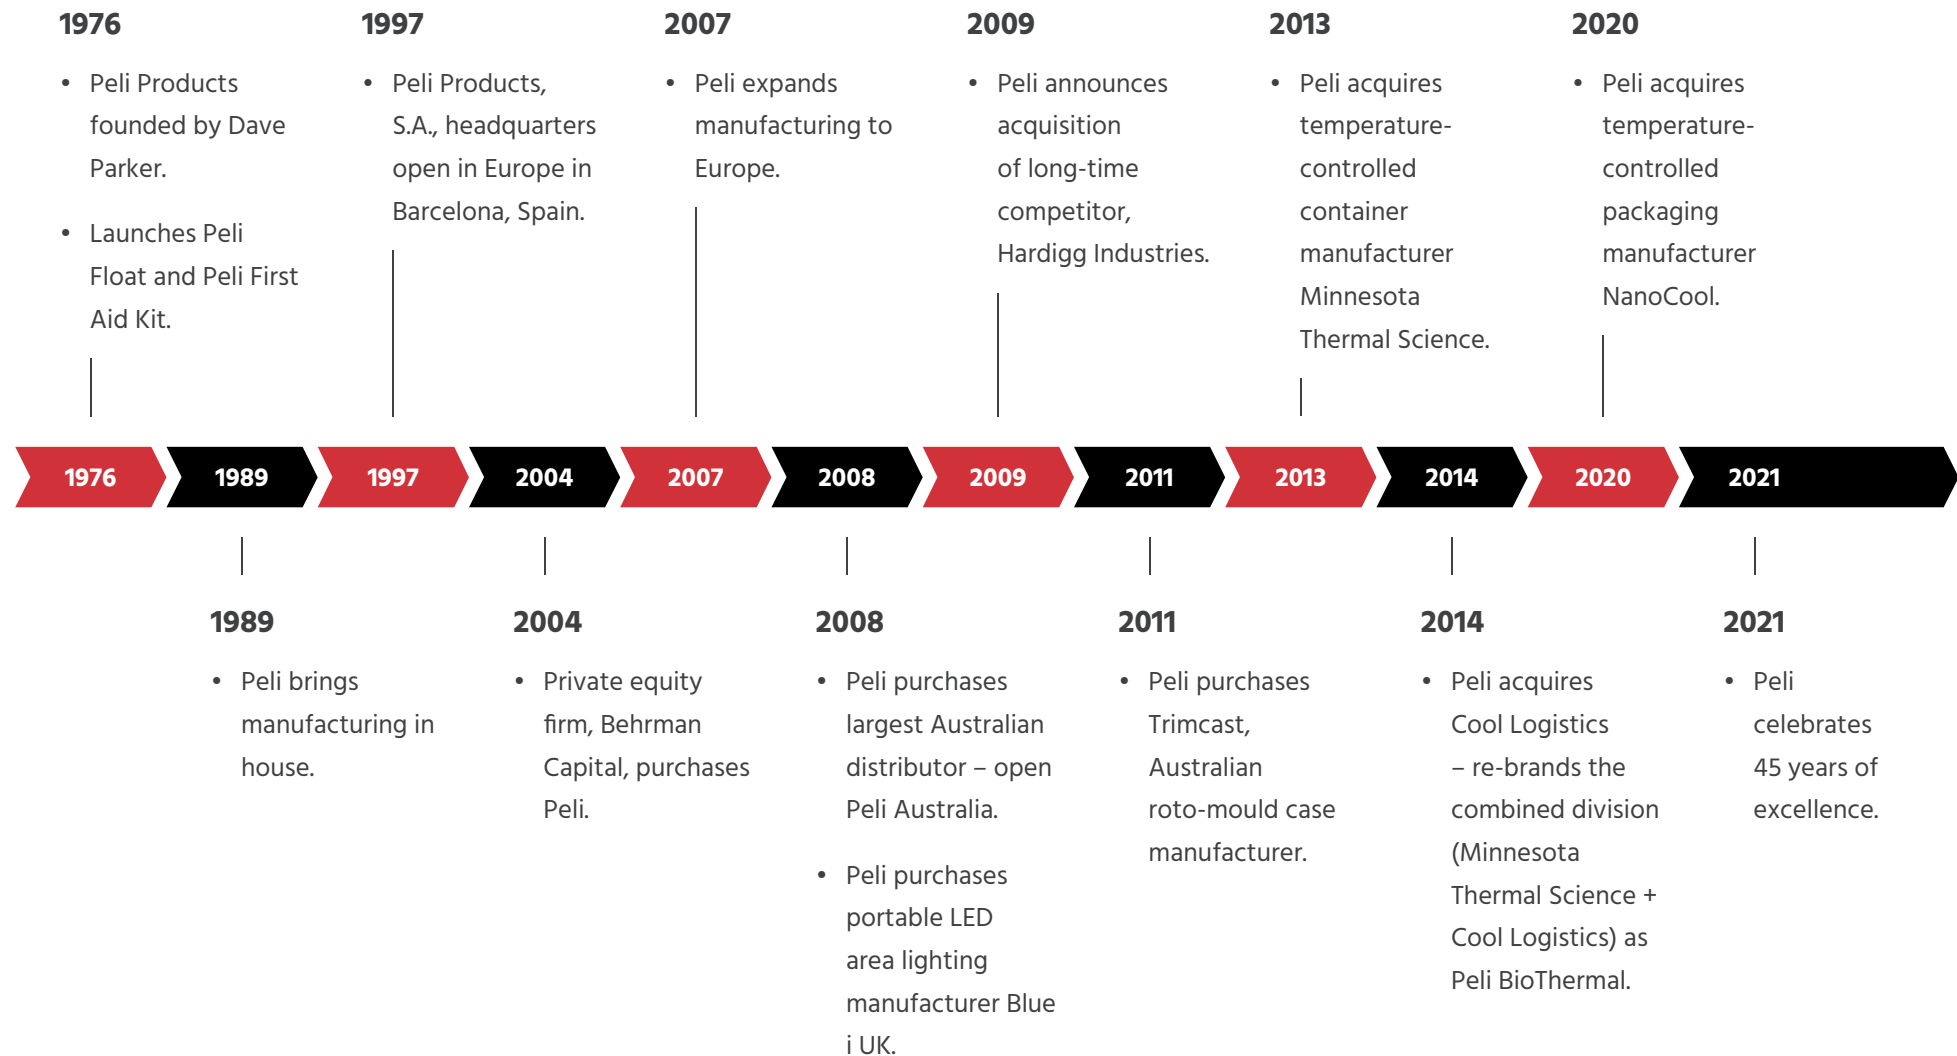 1976
• Peli Products
founded by Dave
Parker.
• Launches Peli
Float and Peli First
Aid Kit.
1997
• Peli Products,
S.A., headquarters
open in Europe in
Barcelona, Spain.
2007
• Peli expands
manufacturing to
Europe.
2009
• Peli announces
acquisition
of long-time
competitor,
Hardigg Industries.
2013
• Peli acquires
temperature-
controlled
container
manufacturer
Minnesota
Thermal Science.
2020
• Peli acquires
temperature-
controlled
packaging
manufacturer
NanoCool.
1976 1989 1997 2004 2007 2008 2009 2011 2013 2014 2020 2021
1989
• Peli brings
manufacturing in
house.
2004
• Private equity
firm, Behrman
Capital, purchases
Peli.
2008
• Peli purchases
largest Australian
distributor – open
Peli Australia.
• Peli purchases
portable LED
area lighting
manufacturer Blue
i UK.
2011
• Peli purchases
Trimcast,
Australian
roto-mould case
manufacturer.
2014
• Peli acquires
Cool Logistics
– re-brands the
combined division
(Minnesota
Thermal Science +
Cool Logistics) as
Peli BioThermal.
2021
• Peli
celebrates
45 years of
excellence.